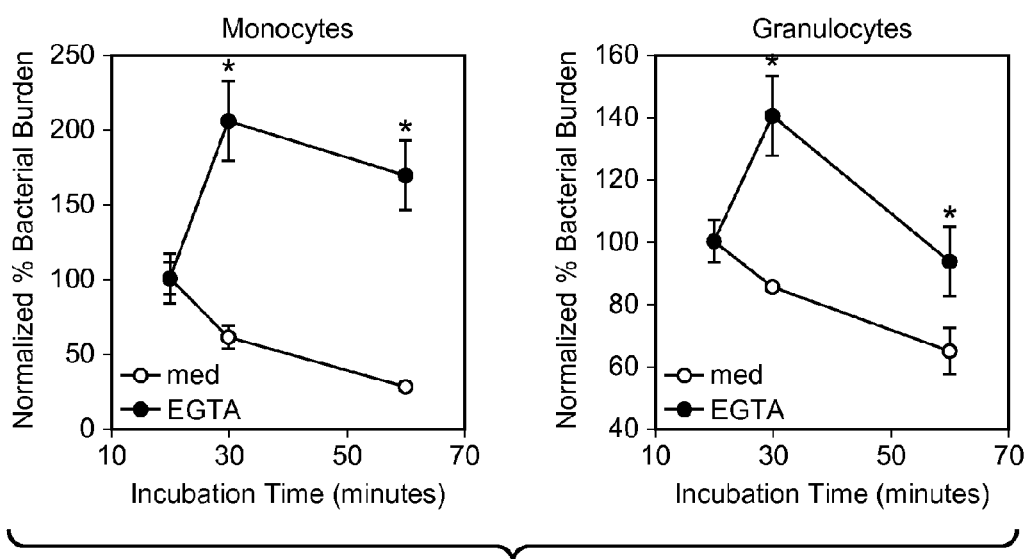 Monocytes
Normalized % Bacterial Burden
250
200
150
100
50
0
*
*
med
EGTA
10
30
50
70
Incubation Time (minutes)
Granulocytes
Normalized % Bacterial Burden
160
140
120
100
80
60
40
*
*
med
EGTA
10
30
50
70
Incubation Time (minutes)